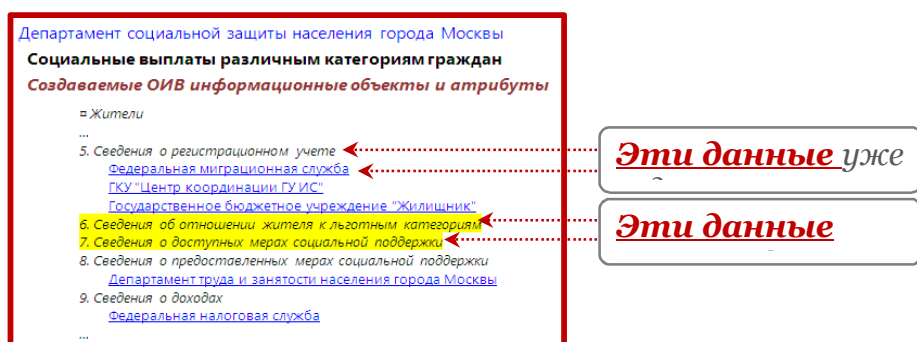 Департамент социальной защиты населения города Москвы
Социальные выплаты различным категориям граждан
Создаваемые ОИВ информационные объекты и атрибуты
¤ Жители
...
5. Сведения о регистрационном учете
Федеральная миграционная служба
ГКУ "Центр координации ГУ ИС"
Государственное бюджетное учреждение "Жилищник"
6. Сведения об отношении жителя к льготным категориям
7. Сведения о доступных мерах социальной поддержки
8. Сведения о предоставленных мерах социальной поддержки
Департамент труда и занятости населения города Москвы
9. Сведения о доходах
Федеральная налоговая служба
...
Эти данные уже
Эти данные